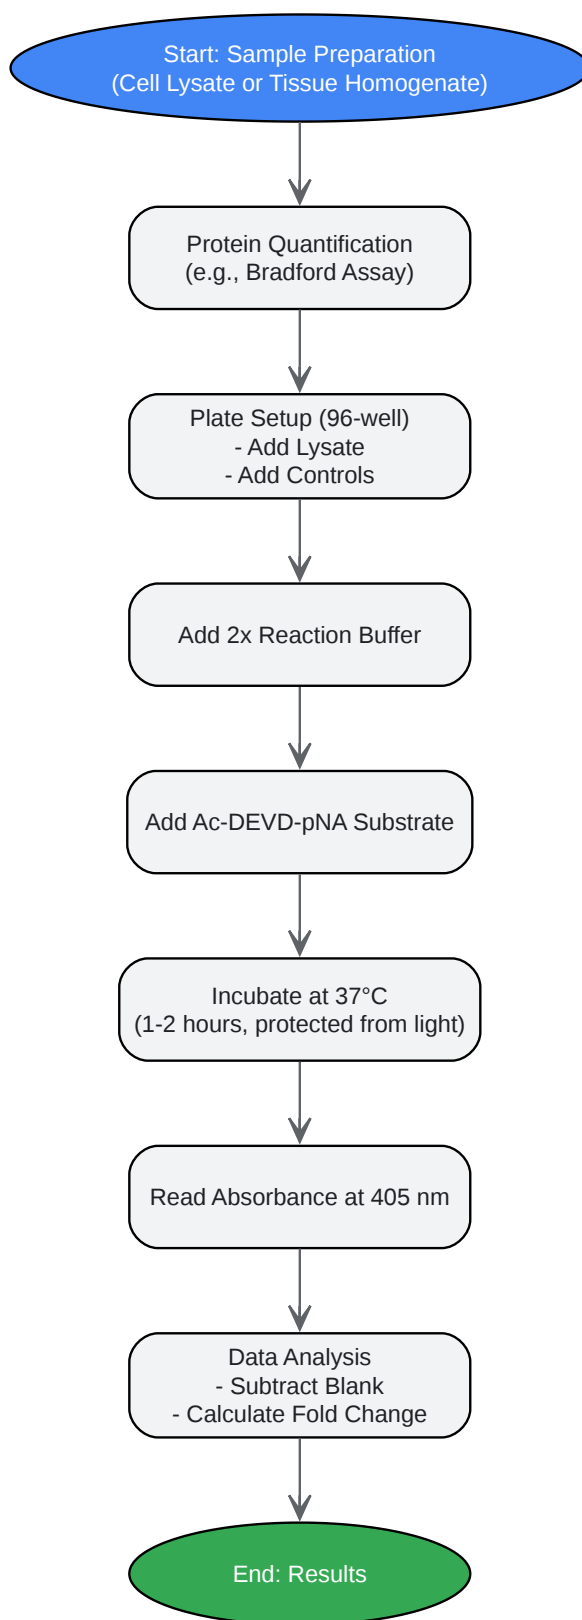 Start: Sample Preparation
(Cell Lysate or Tissue Homogenate)
Protein Quantification
(e.g., Bradford Assay)
Plate Setup (96-well)
- Add Lysate
- Add Controls
Add 2x Reaction Buffer
Add Ac-DEVD-pNA Substrate
Incubate at 37°C
(1-2 hours, protected from light)
Read Absorbance at 405 nm
Data Analysis
- Subtract Blank
- Calculate Fold Change
End: Results